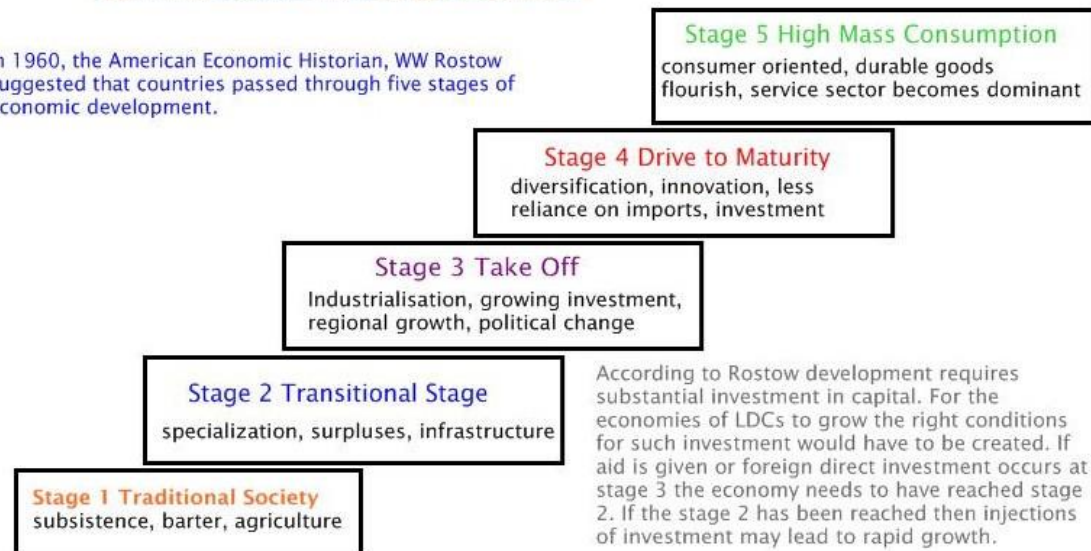 1960, the American Economic Historian, WW Rostow
uggested that countries passed through five stages of
conomic development.
Stage 5 High Mass Consumption
consumer oriented, durable goods
flourish, service sector becomes dominant
Stage 4 Drive to Maturity
diversification, innovation, less
reliance on imports, investment
Stage 3 Take Off
Industrialisation, growing investment,
regional growth, political change
Stage 2 Transitional Stage
specialization, surpluses, infrastructure
Stage 1 Traditional Society
subsistence, barter, agriculture
According to Rostow development requires
substantial investment in capital. For the
economies of LDCs to grow the right conditions
for such investment would have to be created. If
aid is given or foreign direct investment occurs at
stage 3 the economy needs to have reached stage
2. If the stage 2 has been reached then injections
of investment may lead to rapid growth.